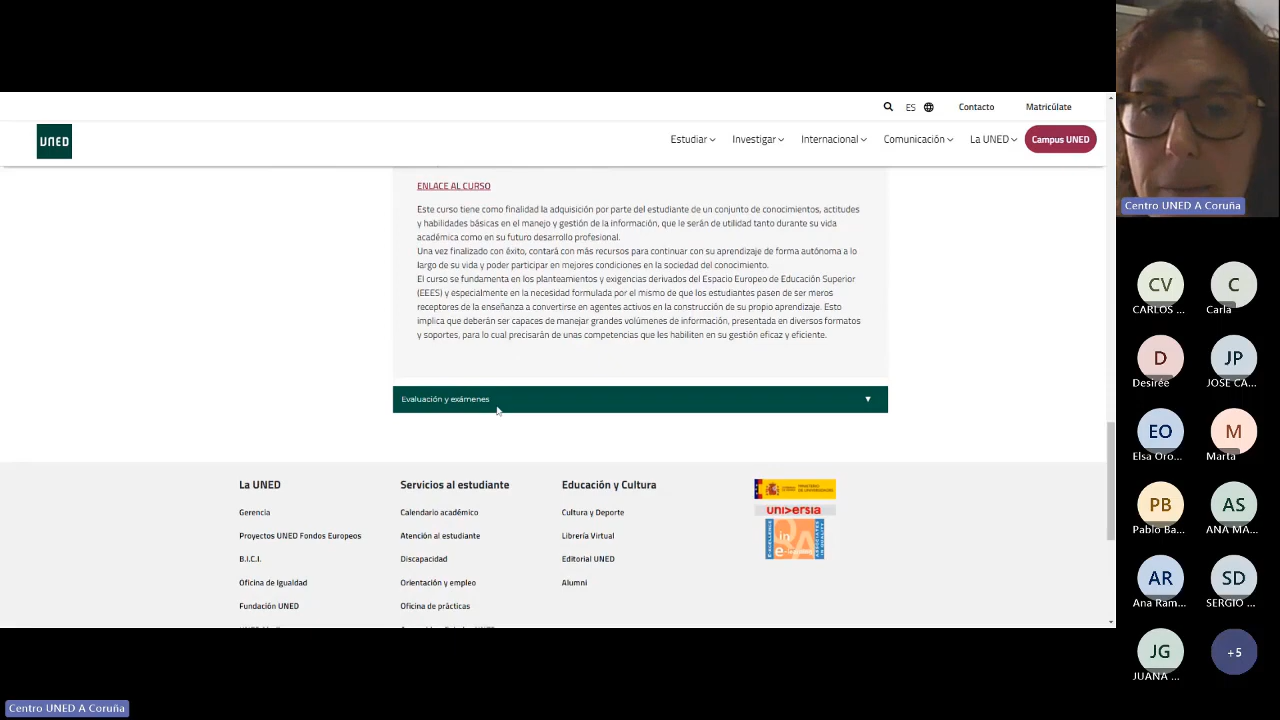 ES
Contacto
Matricúlate
UNED
Estudiar
Investigar
Internacional
Comunicación
La UNED
Campus UNED
ENLACE AL CURSO
Este curso tiene como finalidad la adquisición por parte del estudiante de un conjunto de conocimientos, actitudes
y habilidades básicas en el manejo y gestión de la información, que le serán de utilidad tanto durante su vida
académica como en su futuro desarrollo profesional.
Una vez finalizado con éxito, contará con más recursos para continuar con su aprendizaje de forma autónoma a lo
largo de su vida y poder participar en mejores condiciones en la sociedad del conocimiento.
El curso se fundamenta en los planteamientos y exigencias derivados del Espacio Europeo de Educación Superior
(EEES) y especialmente en la necesidad formulada por el mismo de que los estudiantes pasen de ser meros
receptores de la enseñanza a convertirse en agentes activos en la construcción de su propio aprendizaje. Esto
implica que deberán ser capaces de manejar grandes volúmenes de información, presentada en diversos formatos
y soportes, para lo cual precisarán de unas competencias que les habiliten en su gestión eficaz y eficiente.
Evaluación y exámenes
La UNED
Gerencia
Proyectos UNED Fondos Europeos
B.I.C.I.
Oficina de Igualdad
Fundación UNED
Servicios al estudiante
Calendario académico
Atención al estudiante
Discapacidad
Orientación y empleo
Oficina de prácticas
Educación y Cultura
Cultura y Deporte
Librería Virtual
Editorial UNED
Alumni
universia
Centro UNED A Coruña
CV
CARLOS ...
C
Carla
D
Desirée
JP
JOSE CA...
EO
Elsa Oro...
M
Marta
PB
Pablo Ba...
AS
ANA MA...
AR
Ana Ram...
SD
SERGIO ...
JG
JUANA ...
+5
Centro UNED A Coruña